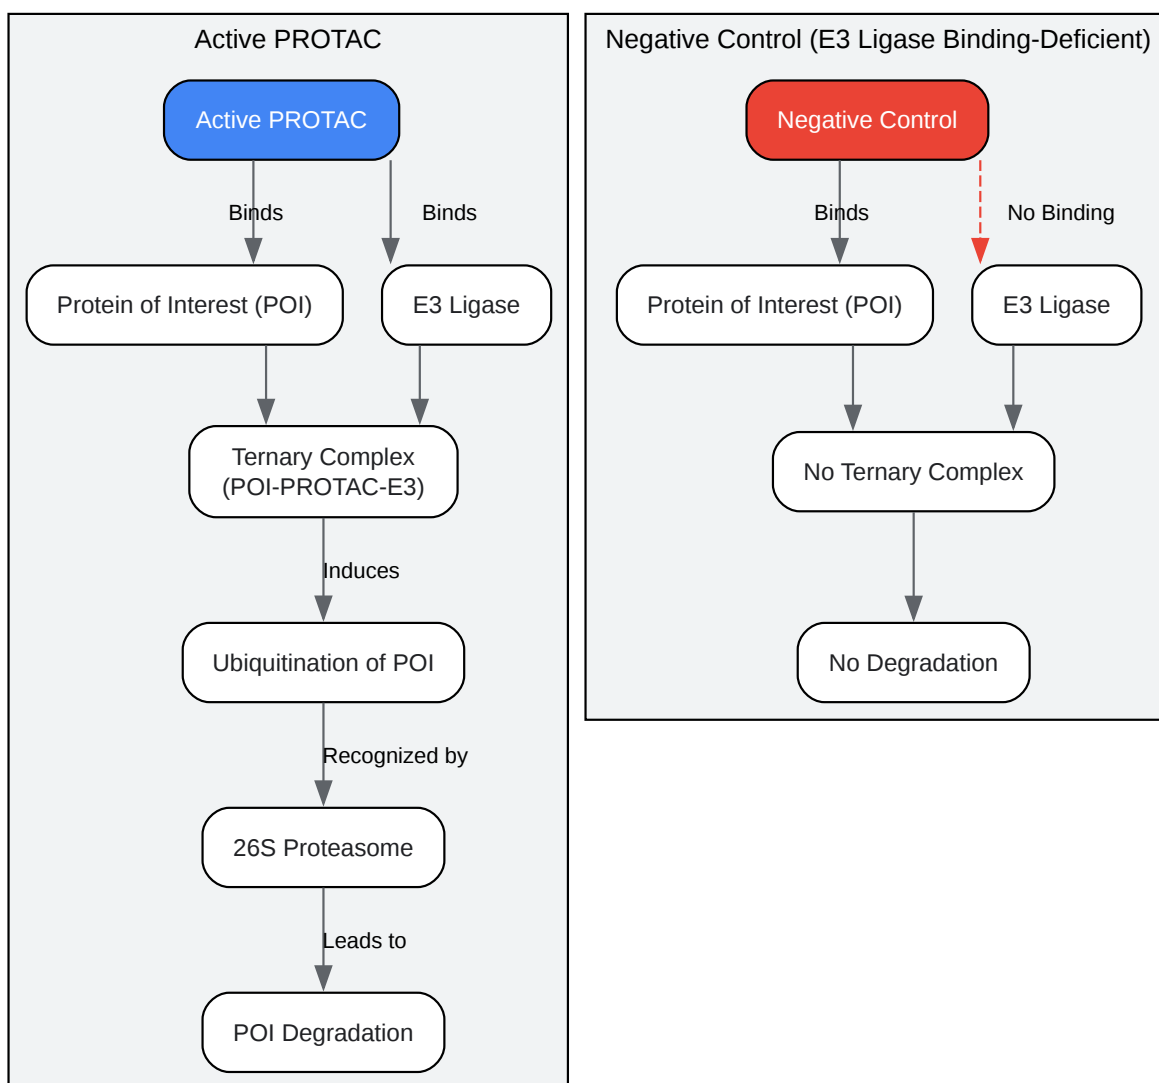 Active PROTAC
Active PROTAC
Binds
Binds
Protein of Interest (POI)
E3 Ligase
Ternary Complex
(POI-PROTAC-E3)
Induces
Ubiquitination of POI
Recognized by
26S Proteasome
Leads to
POI Degradation
Negative Control (E3 Ligase Binding-Deficient)
Negative Control
Binds
No Binding
Protein of Interest (POI)
E3 Ligase
No Ternary Complex
No Degradation